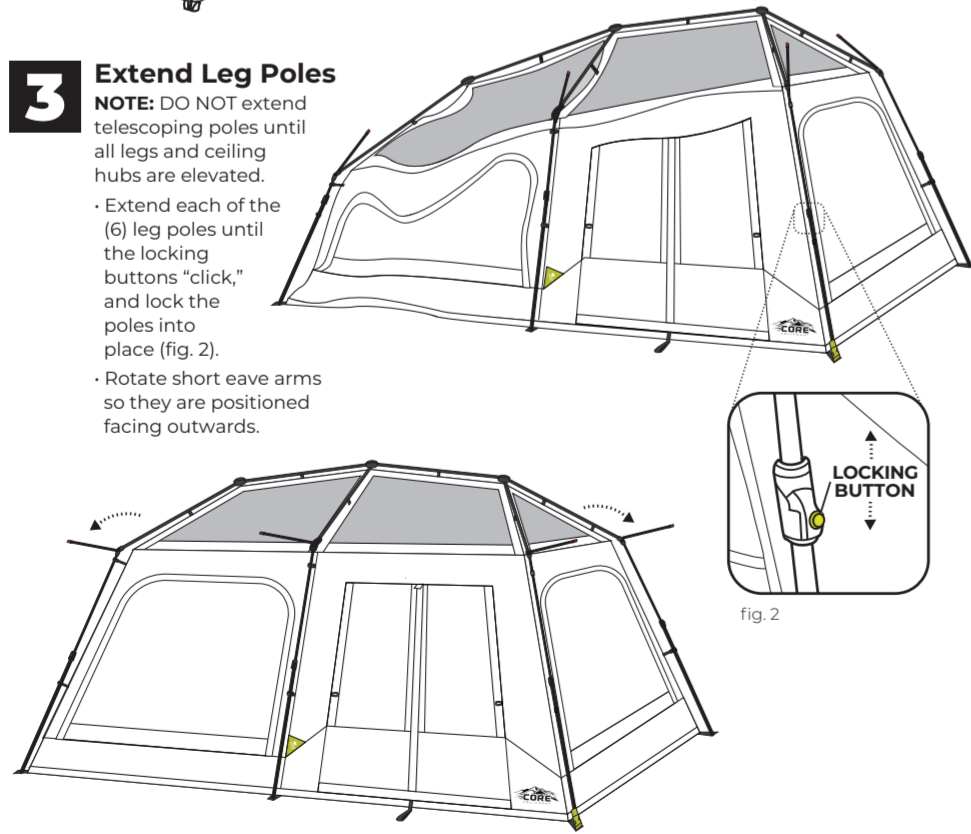 3
Extend Leg Poles
NOTE: DO NOT extend
telescoping poles until
all legs and ceiling
hubs are elevated.
· Extend each of the
(6) leg poles until
the locking
buttons “click,”
and lock the
poles into
place (fig. 2).
· Rotate short eave arms
so they are positioned
facing outwards.
CORE
LOCKING
BUTTON
fig. 2
CORE